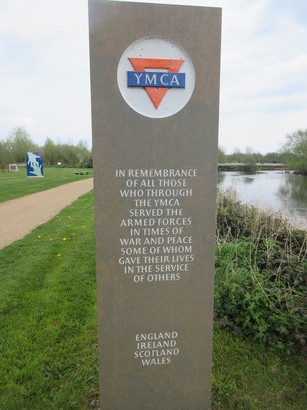 YMCA
IN REMEMBRANCE
OF ALL THOSE
WHO THROUGH
THE YMCA
SERVED THE
ARMED FORCES
IN TIMES OF
WAR AND PEACE
SOME OF WHOM
GAVE THEIR LIVES
IN THE SERVICE
OF OTHERS
ENGLAND
IRELAND
SCOTLAND
WALES